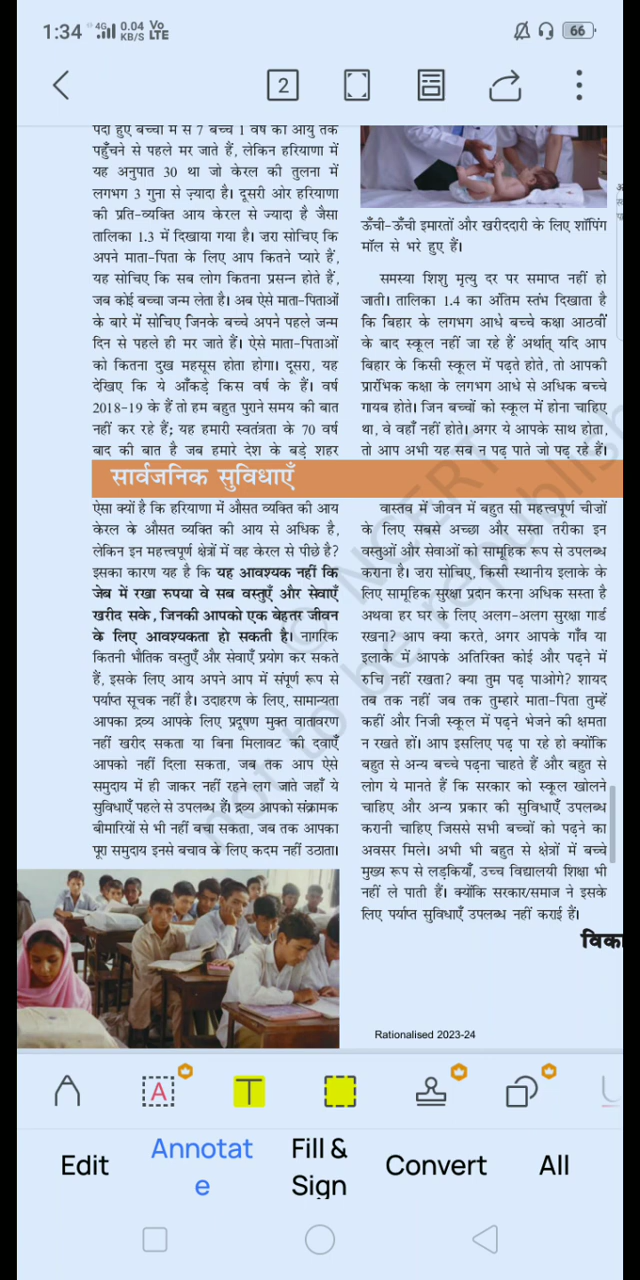 1:34 4G 0.04 KB/S Vo LTE 66
2
पैदा हुए बच्चों में से 7 बच्चे 1 वर्ष की आयु तक
पहुँचने से पहले मर जाते हैं, लेकिन हरियाणा में
यह अनुपात 30 था जो केरल की तुलना में
लगभग 3 गुना से ज़्यादा है। दूसरी ओर हरियाणा
की प्रति-व्यक्ति आय केरल से ज्यादा है जैसा
तालिका 1.3 में दिखाया गया है। ज़रा सोचिए कि
अपने माता-पिता के लिए आप कितने प्यारे हैं,
यह सोचिए कि सब लोग कितना प्रसन्न होते हैं,
जब कोई बच्चा जन्म लेता है। अब ऐसे माता-पिताओं
के बारे में सोचिए जिनके बच्चे अपने पहले जन्म
दिन से पहले ही मर जाते हैं। ऐसे माता-पिताओं
को कितना दुख महसूस होता होगा। दूसरा, यह
देखिए कि ये आँकड़े किस वर्ष के हैं। वर्ष
2018-19 के हैं तो हम बहुत पुराने समय की बात
नहीं कर रहे हैं; यह हमारी स्वतंत्रता के 70 वर्ष
बाद की बात है जब हमारे देश के बड़े शहर
ऊँची-ऊँची इमारतों और खरीददारी के लिए शॉपिंग
मॉल से भरे हुए हैं।
समस्या शिशु मृत्यु दर पर समाप्त नहीं हो
जाती। तालिका 1.4 का अंतिम स्तंभ दिखाता है
कि बिहार के लगभग आधे बच्चे कक्षा आठवीं
के बाद स्कूल नहीं जा रहे हैं अर्थात् यदि आप
बिहार के किसी स्कूल में पढ़ते होते, तो आपकी
प्रारंभिक कक्षा के लगभग आधे से अधिक बच्चे
गायब होते। जिन बच्चों को स्कूल में होना चाहिए
था, वे वहाँ नहीं होते। अगर ये आपके साथ होता,
तो आप अभी यह सब न पढ़ पाते जो पढ़ रहे हैं।
सार्वजनिक सुविधाएँ
ऐसा क्यों है कि हरियाणा में औसत व्यक्ति की आय
केरल के औसत व्यक्ति की आय से अधिक है,
लेकिन इन महत्त्वपूर्ण क्षेत्रों में वह केरल से पीछे है?
इसका कारण यह है कि यह आवश्यक नहीं कि
जेब में रखा रुपया वे सब वस्तुएँ और सेवाएँ
खरीद सके, जिनकी आपको एक बेहतर जीवन
के लिए आवश्यकता हो सकती है। नागरिक
कितनी भौतिक वस्तुएँ और सेवाएँ प्रयोग कर सकते
हैं, इसके लिए आय अपने आप में संपूर्ण रूप से
पर्याप्त सूचक नहीं है। उदाहरण के लिए, सामान्यतः
आपका द्रव्य आपके लिए प्रदूषण मुक्त वातावरण
नहीं खरीद सकता या बिना मिलावट की दवाएँ
आपको नहीं दिला सकता, जब तक आप ऐसे
समुदाय में ही जाकर नहीं रहने लग जाते जहाँ ये
सुविधाएँ पहले से उपलब्ध हैं। द्रव्य आपको संक्रामक
बीमारियों से भी नहीं बचा सकता, जब तक आपका
पूरा समुदाय इनसे बचाव के लिए कदम नहीं उठाता।
वास्तव में जीवन में बहुत सी महत्त्वपूर्ण चीज़ों
के लिए सबसे अच्छा और सस्ता तरीका इन
वस्तुओं और सेवाओं को सामूहिक रूप से उपलब्ध
कराना है। ज़रा सोचिए, किसी स्थानीय इलाके के
लिए सामूहिक सुरक्षा प्रदान करना अधिक सस्ता है
अथवा हर घर के लिए अलग-अलग सुरक्षा गार्ड
रखना? आप क्या करते, अगर आपके गाँव या
इलाके में आपके अतिरिक्त कोई और पढ़ने में
रुचि नहीं रखता? क्या तुम पढ़ पाओगे? शायद
तब तक नहीं जब तक तुम्हारे माता-पिता तुम्हें
कहीं और निजी स्कूल में पढ़ने भेजने की क्षमता
न रखते हों। आप इसलिए पढ़ पा रहे हो क्योंकि
बहुत से अन्य बच्चे पढ़ना चाहते हैं और बहुत से
लोग ये मानते हैं कि सरकार को स्कूल खोलने
चाहिए और अन्य प्रकार की सुविधाएँ उपलब्ध
करानी चाहिए जिससे सभी बच्चों को पढ़ने का
अवसर मिले। अभी भी बहुत से क्षेत्रों में बच्चे
मुख्य रूप से लड़कियाँ, उच्च विद्यालयी शिक्षा भी
नहीं ले पाती हैं। क्योंकि सरकार/समाज ने इसके
लिए पर्याप्त सुविधाएँ उपलब्ध नहीं कराई हैं।
© NCERT
not to be republish
विका
Rationalised 2023-24
A T
Edit Annotate Fill & Sign Convert All